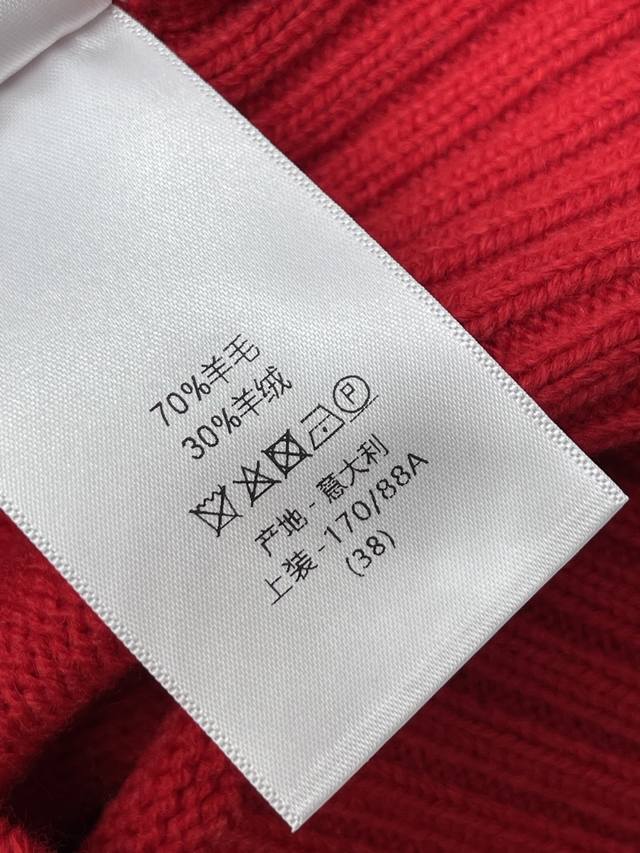 70%羊毛
30%羊绒
P
产地 - 意大利
上装 - 170/88A
(38)